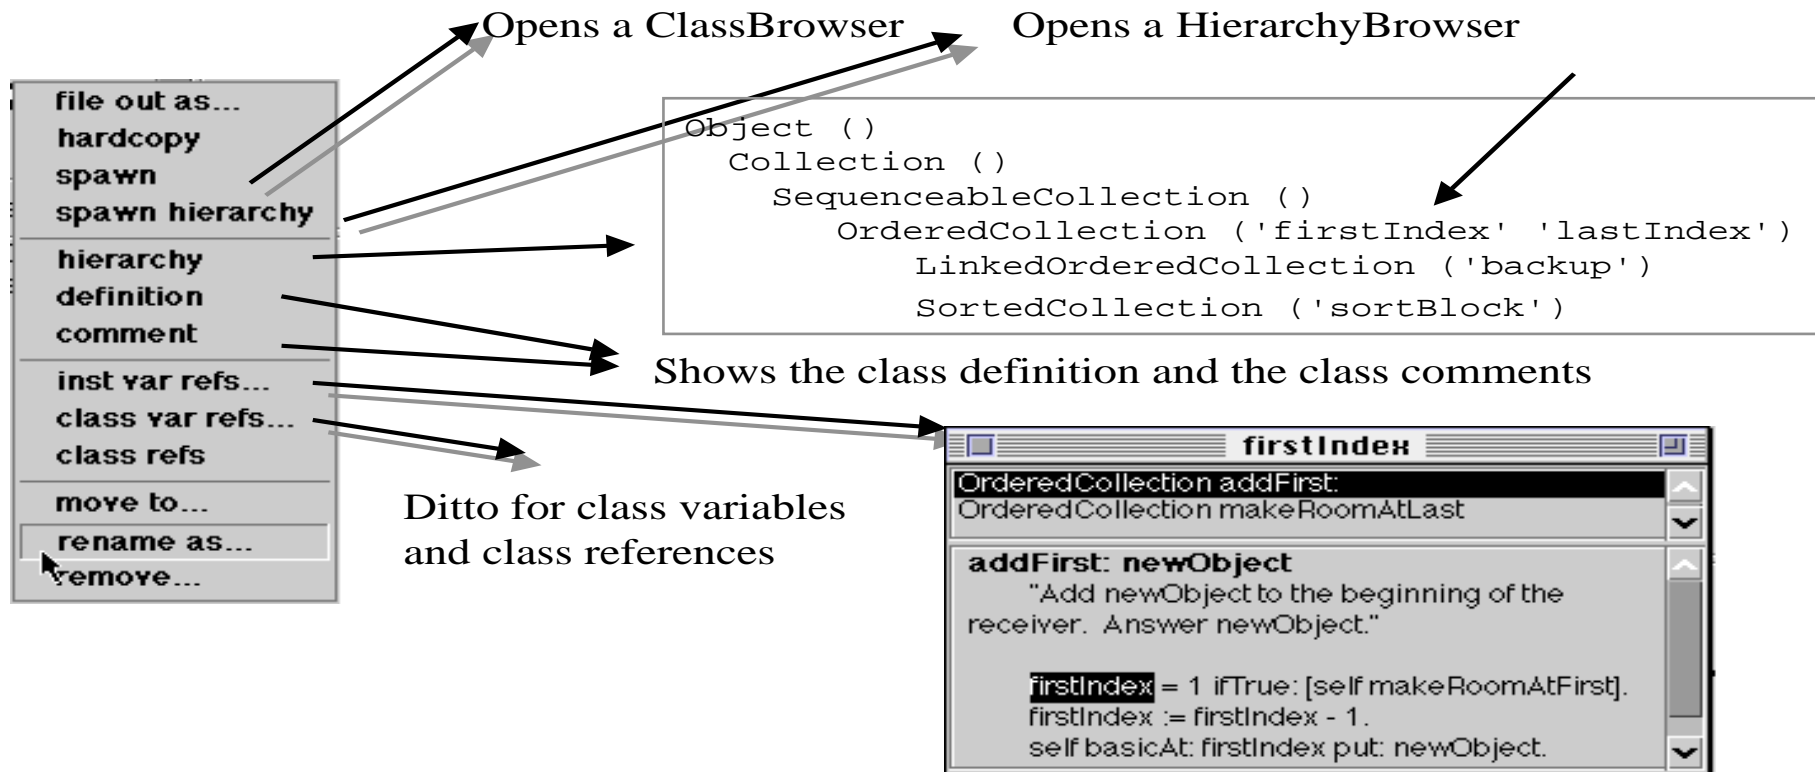 Opens a ClassBrowser
Opens a HierarchyBrowser
file out as...
hardcopy
spawn
spawn hierarchy
hierarchy
definition
comment
inst var refs...
class var refs...
class refs
move to...
rename as...
remove...
Object ()
Collection ()
SequenceableCollection ()
OrderedCollection ('firstIndex' 'lastIndex')
LinkedOrderedCollection ('backup')
SortedCollection ('sortBlock')
Shows the class definition and the class comments
Ditto for class variables
and class references
firstIndex
OrderedCollection addFirst:
OrderedCollection makeRoomAtLast
addFirst: newObject
"Add newObject to the beginning of the
receiver. Answer newObject."
firstIndex = 1 ifTrue: [self makeRoomAtFirst].
firstIndex := firstIndex - 1.
self basicAt: firstIndex put: newObject.